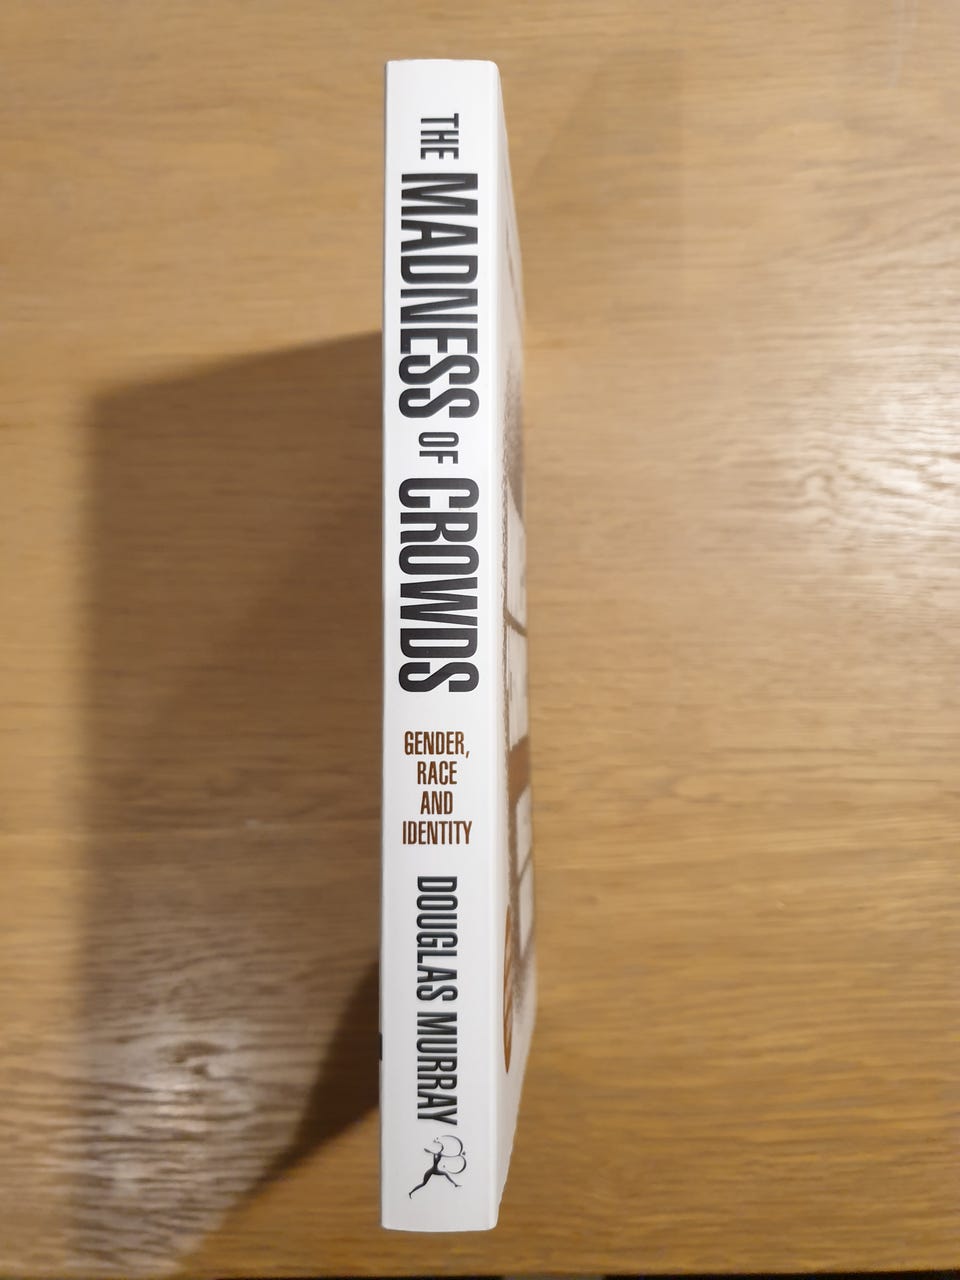 THE MADNESS OF CROWDS
GENDER,
RACE
AND
IDENTITY
DOUGLAS MURRAY